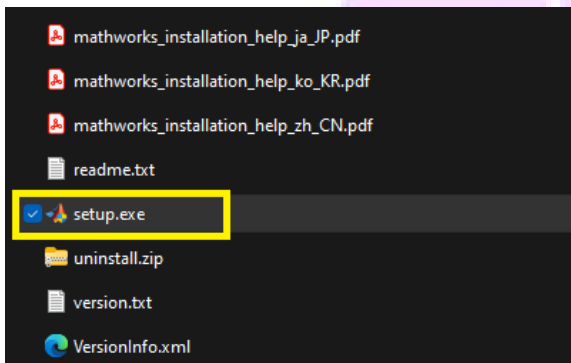 mathworks_installation_help_ja_JP.pdf
mathworks_installation_help_ko_KR.pdf
mathworks_installation_help_zh_CN.pdf
readme.txt
setup.exe
uninstall.zip
version.txt
VersionInfo.xml